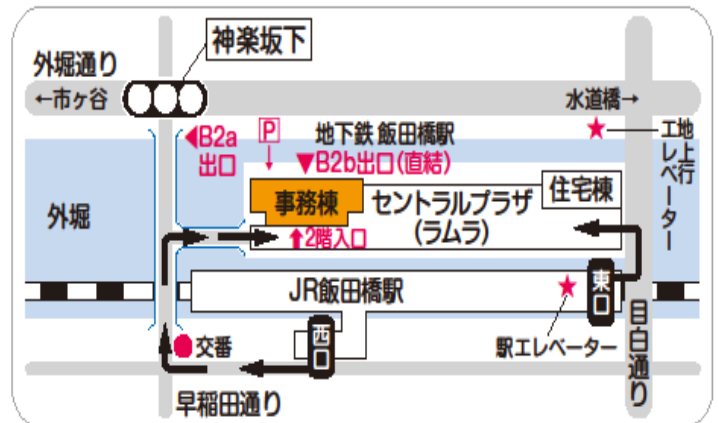 神楽坂下
外堀通り
←市ヶ谷
水道橋→
B2a
出口
P
地下鉄 飯田橋駅
▼B2b出口(直結)
地上行
エレベーター
事務棟
セントラルプラザ
(ラムラ)
住宅棟
外堀
↑2階入口
JR飯田橋駅
東口
西口
交番
駅エレベーター
目白通り
早稲田通り